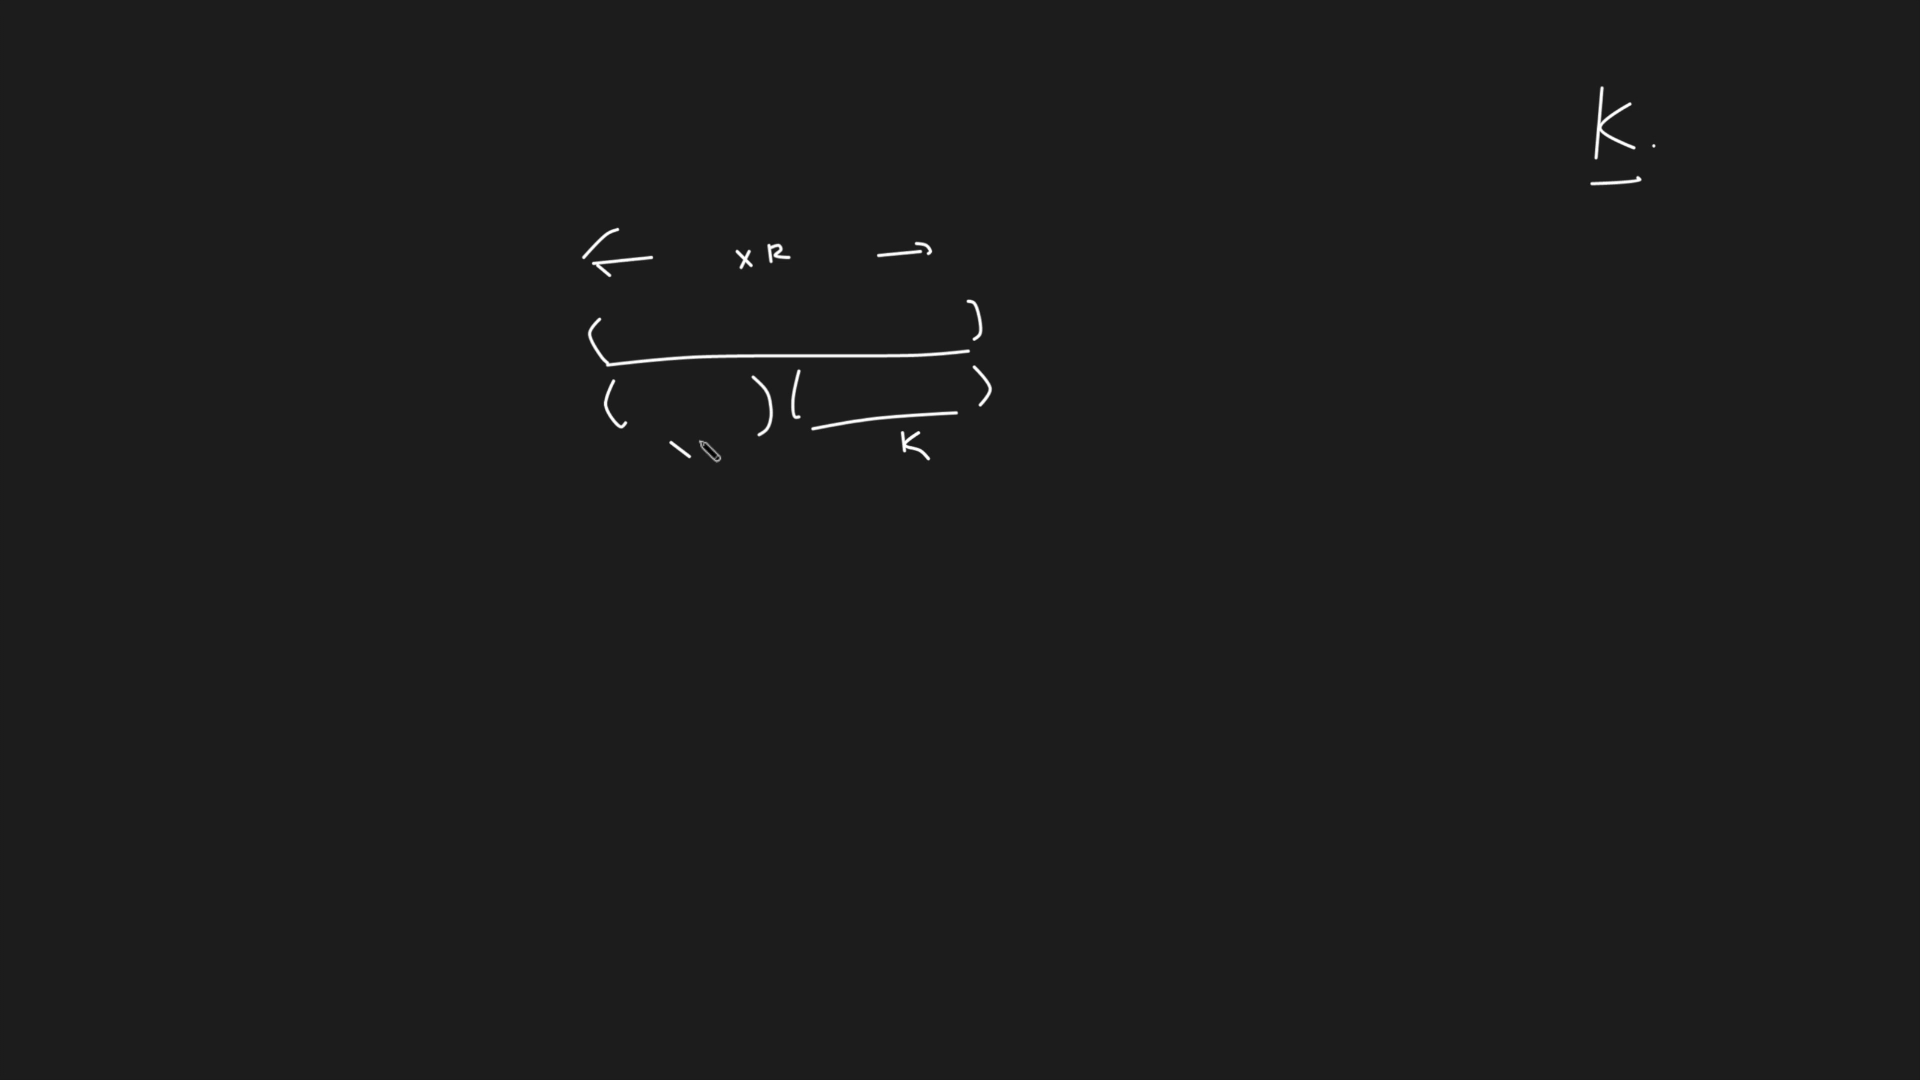 K.
← xR →
( )
( ) ( )
K